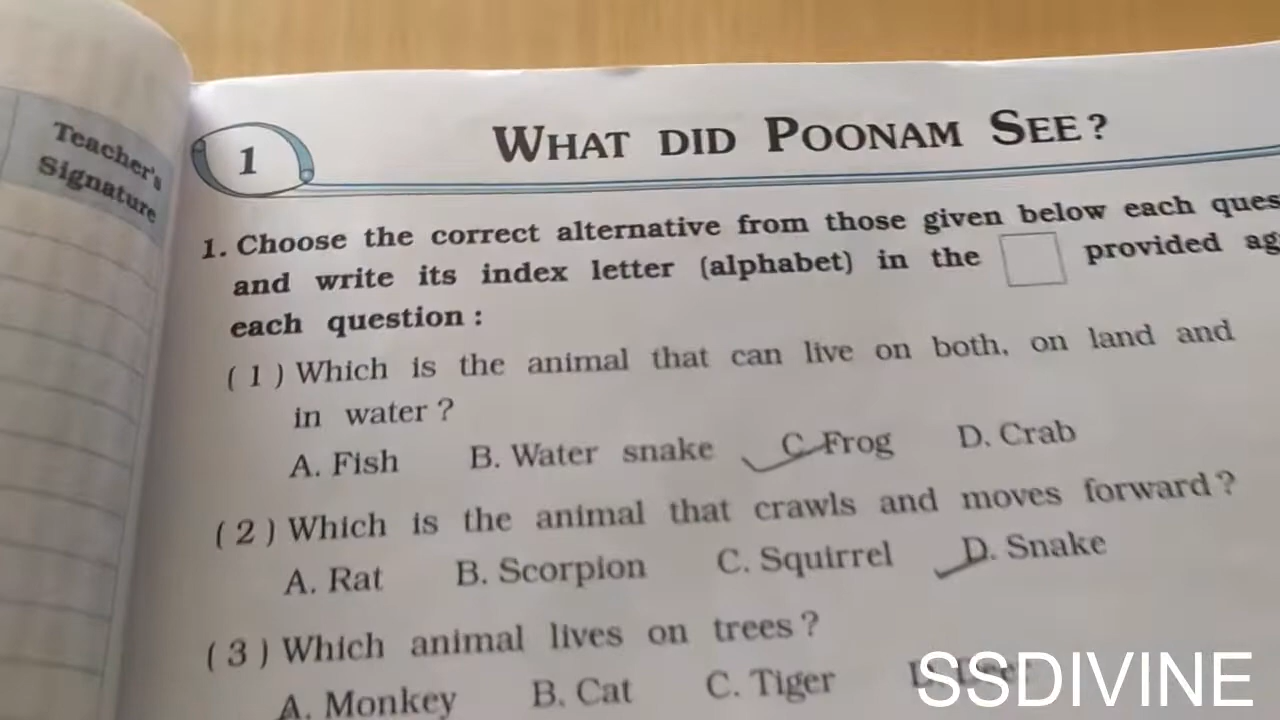 Teacher's
Signature
1
WHAT DID POONAM SEE?
1. Choose the correct alternative from those given below each
and write its index letter (alphabet) in the provided
each question :
( 1 ) Which is the animal that can live on both, on land and
in water ?
A. Fish B. Water snake C. Frog D. Crab
( 2 ) Which is the animal that crawls and moves forward ?
A. Rat B. Scorpion C. Squirrel D. Snake
( 3 ) Which animal lives on trees ?
A. Monkey B. Cat C. Tiger D.
SSDIVINE